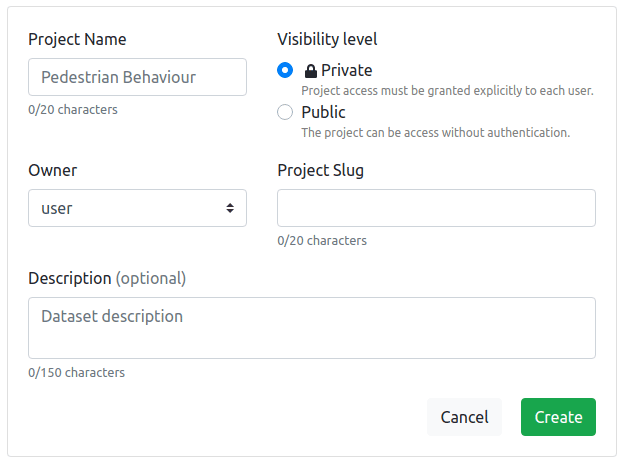 Project Name
Pedestrian Behaviour
0/20 characters
Visibility level
Private
Project access must be granted explicitly to each user.
Public
The project can be access without authentication.
Owner
user
Project Slug
0/20 characters
Description (optional)
Dataset description
0/150 characters
Cancel
Create